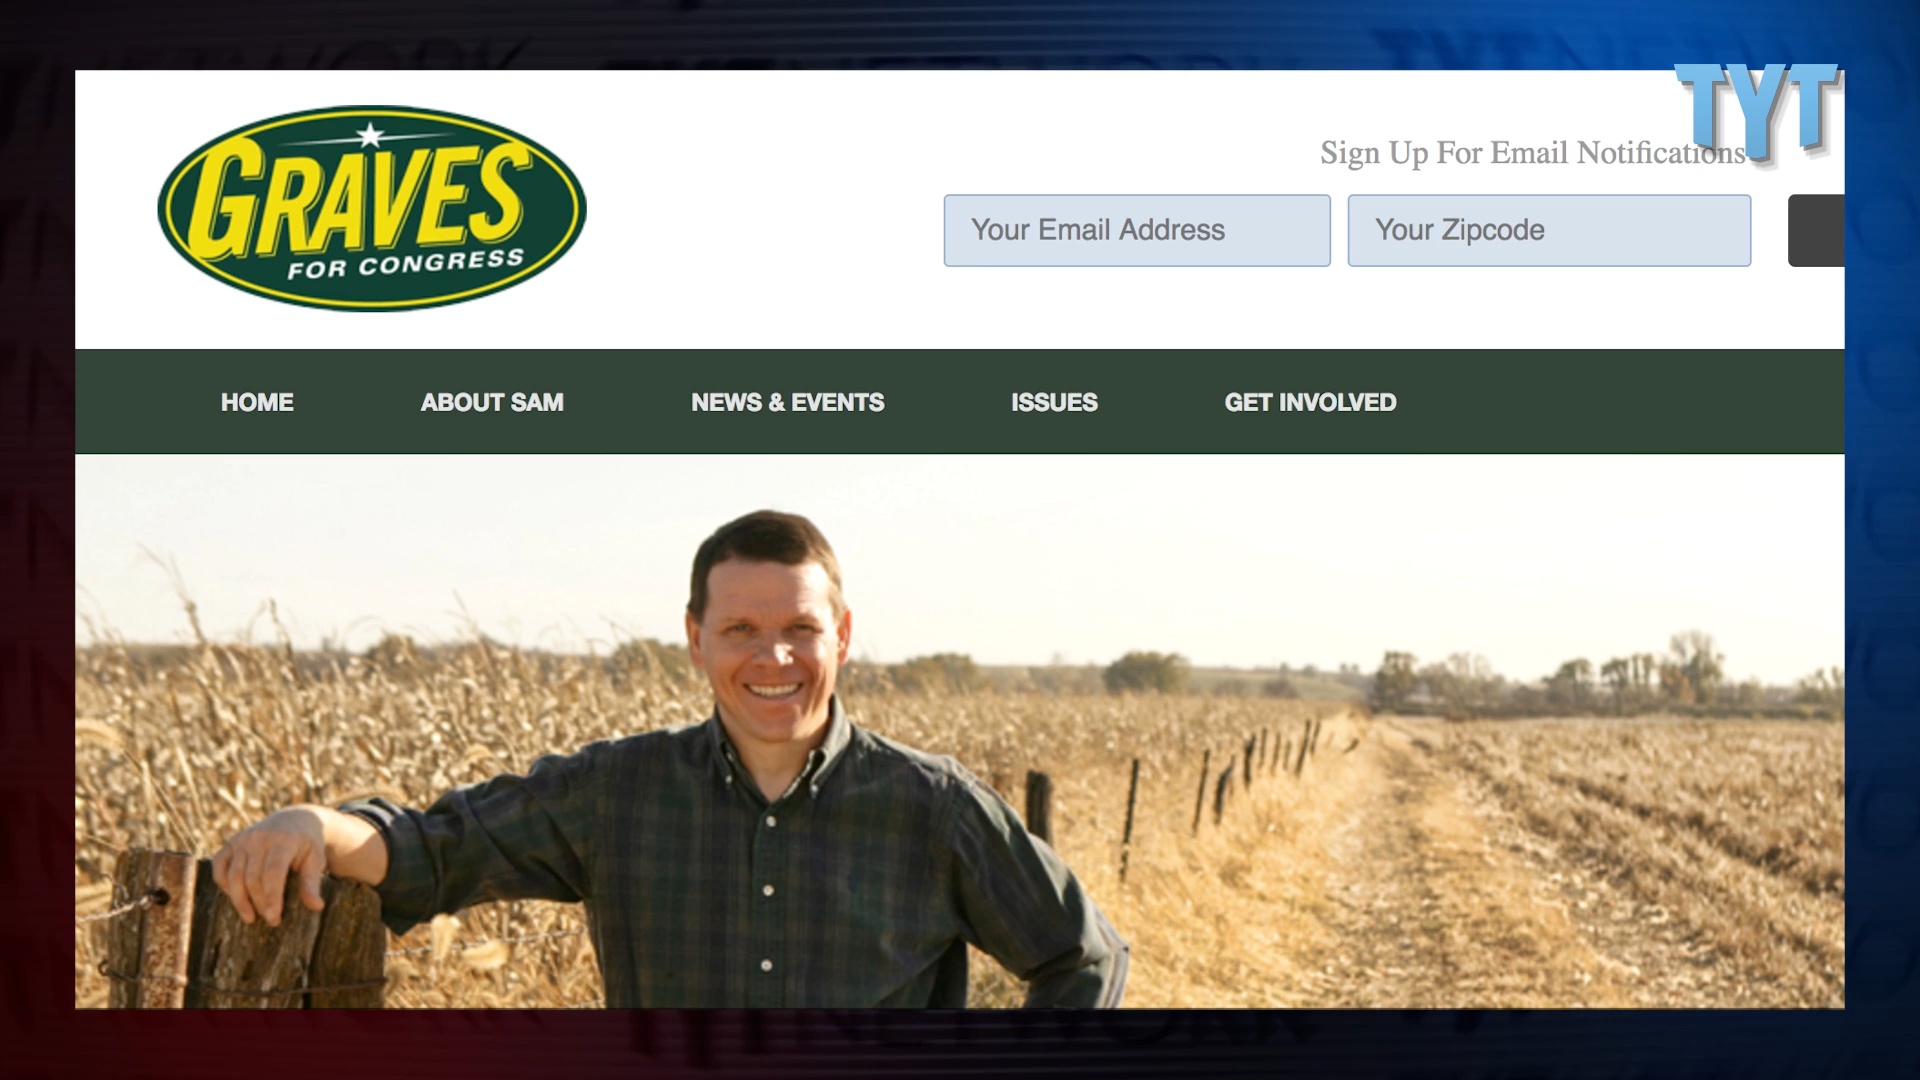 TYT
GRAVES
FOR CONGRESS
Sign Up For Email Notifications
Your Email Address
Your Zipcode
HOME
ABOUT SAM
NEWS & EVENTS
ISSUES
GET INVOLVED